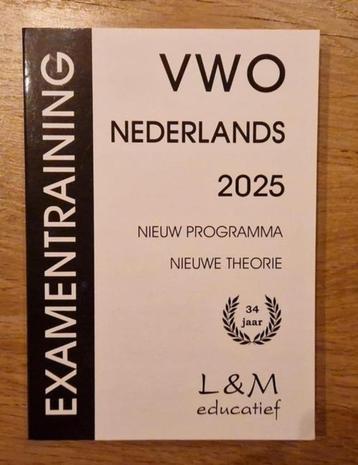 EXAMENTRAINING
VWO
NEDERLANDS
2025
NIEUW PROGRAMMA
NIEUWE THEORIE
34
jaar
L&M
educatief